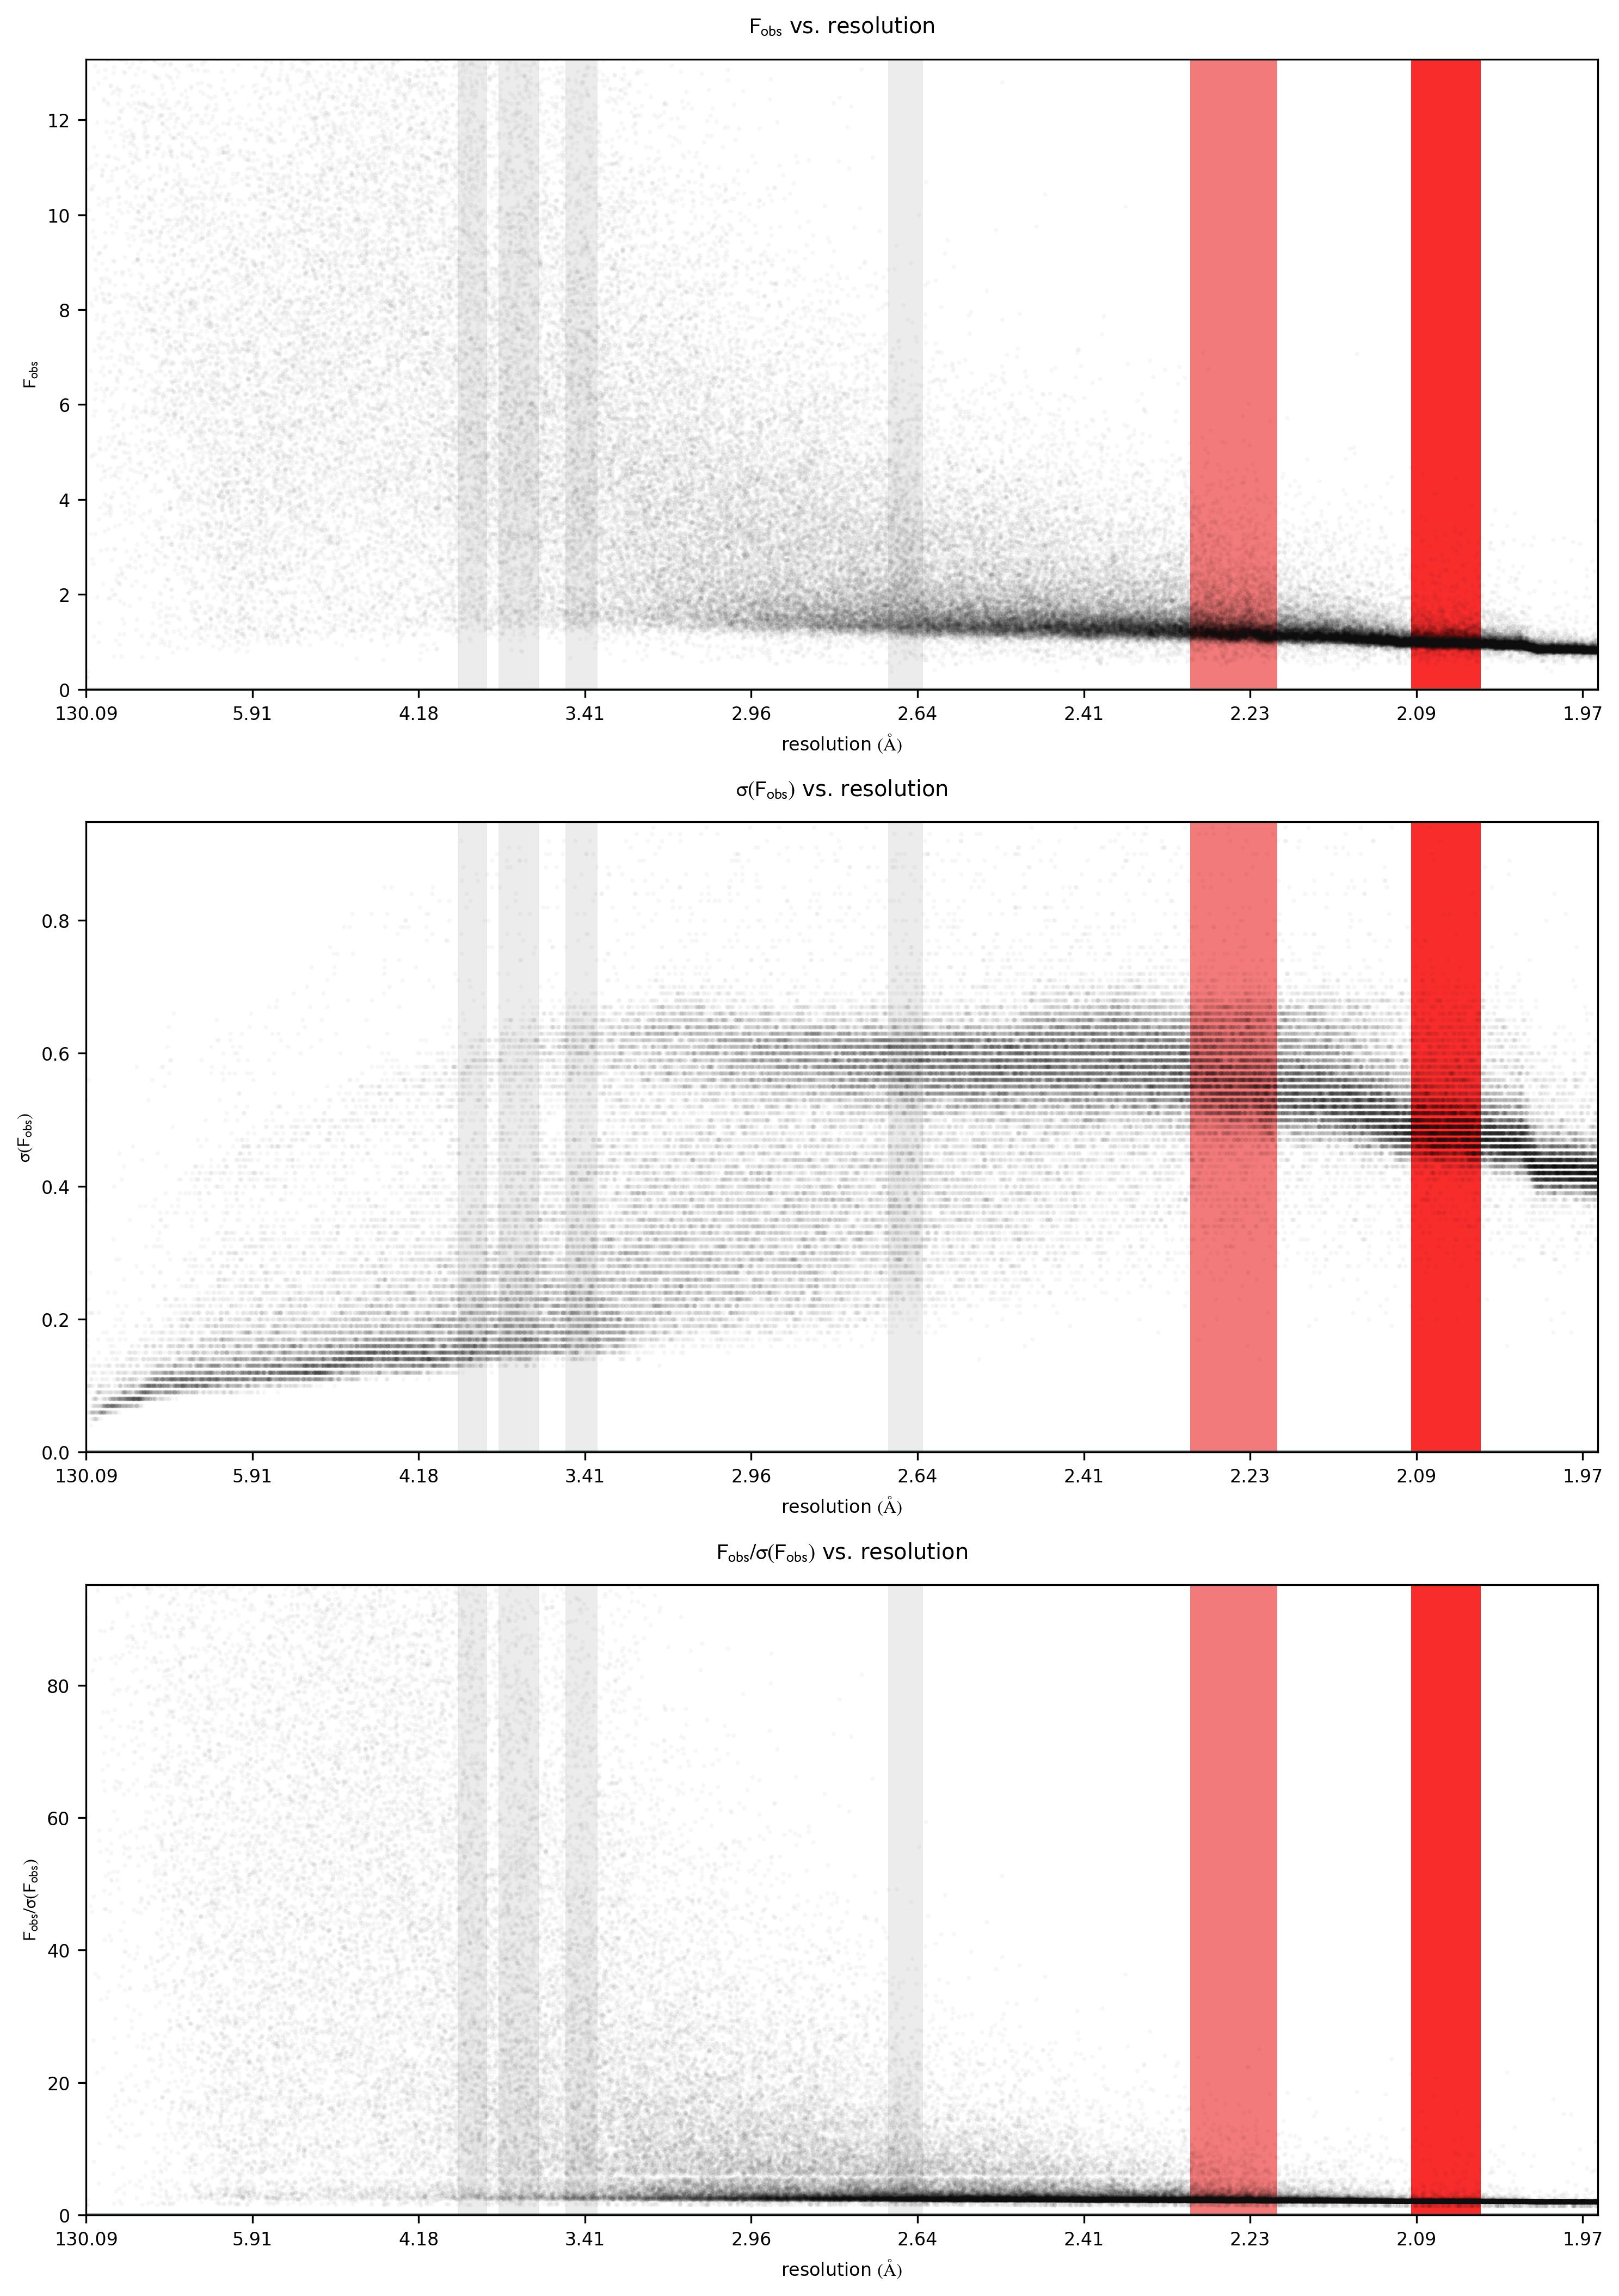 Fobs vs. resolution
12
10
8
6
4
2
0
Fobs
130.09 5.91 4.18 3.41 2.96 2.64 2.41 2.23 2.09 1.97
resolution (Å)
σ(Fobs) vs. resolution
0.8
0.6
0.4
0.2
0.0
σ(Fobs)
130.09 5.91 4.18 3.41 2.96 2.64 2.41 2.23 2.09 1.97
resolution (Å)
Fobs/σ(Fobs) vs. resolution
80
60
40
20
0
Fobs/σ(Fobs)
130.09 5.91 4.18 3.41 2.96 2.64 2.41 2.23 2.09 1.97
resolution (Å)